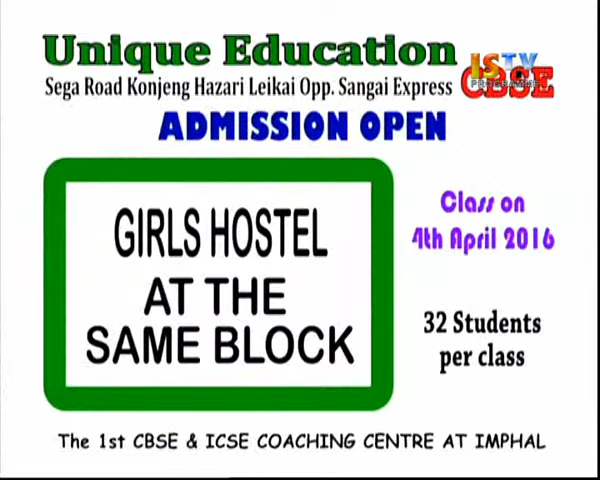 Unique Education
Sega Road Konjeng Hazari Leikai Opp. Sangai Express
CBSE
ISTV
PROGRAMME
ADMISSION OPEN
GIRLS HOSTEL
AT THE
SAME BLOCK
Class on
4th April 2016
32 Students
per class
The 1st CBSE & ICSE COACHING CENTRE AT IMPHAL